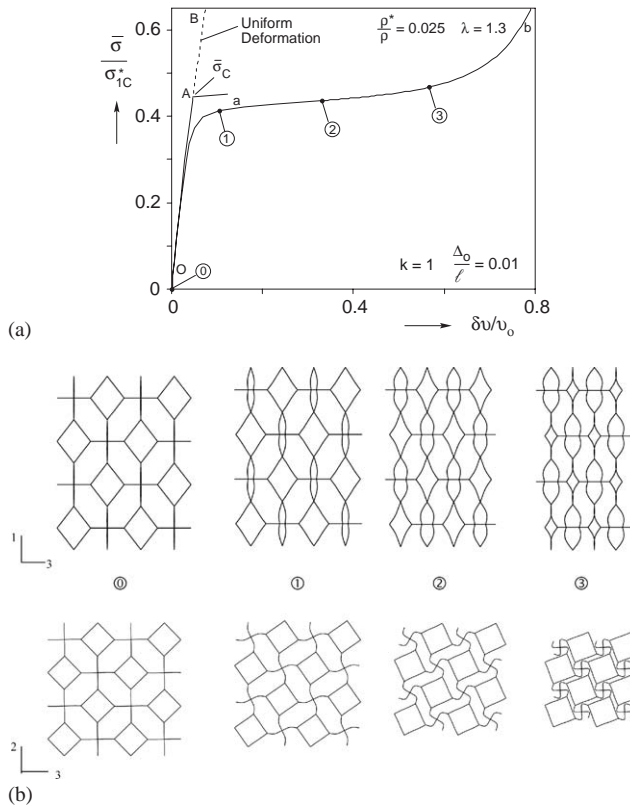 B
Uniform
Deformation
ρ*/ρ = 0.025 λ = 1.3
b
σ̄/σ*1C
0.6
0.4
0.2
0
A
σ̄C
a
①
②
③
O
⓪
k = 1 Δo/ℓ = 0.01
0
0.4
0.8
δυ/υo
(a)
1
3
⓪
①
②
③
2
3
(b)